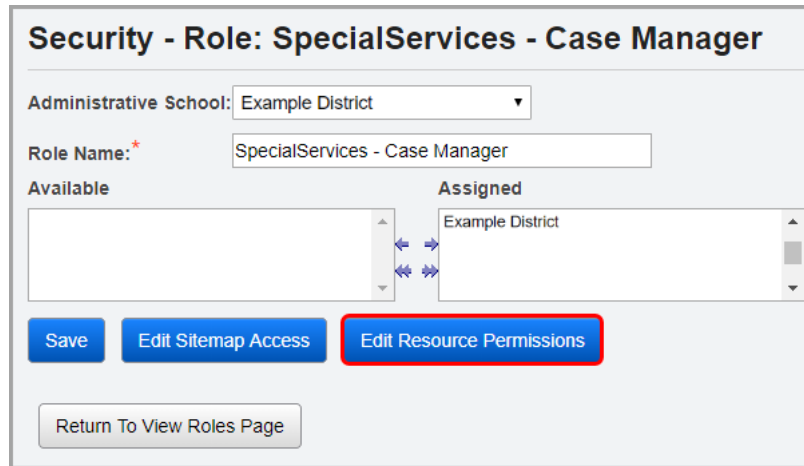 Security - Role: SpecialServices - Case Manager
Administrative School: Example District
Role Name:* SpecialServices - Case Manager
Available Assigned
Example District
Save Edit Sitemap Access Edit Resource Permissions
Return To View Roles Page